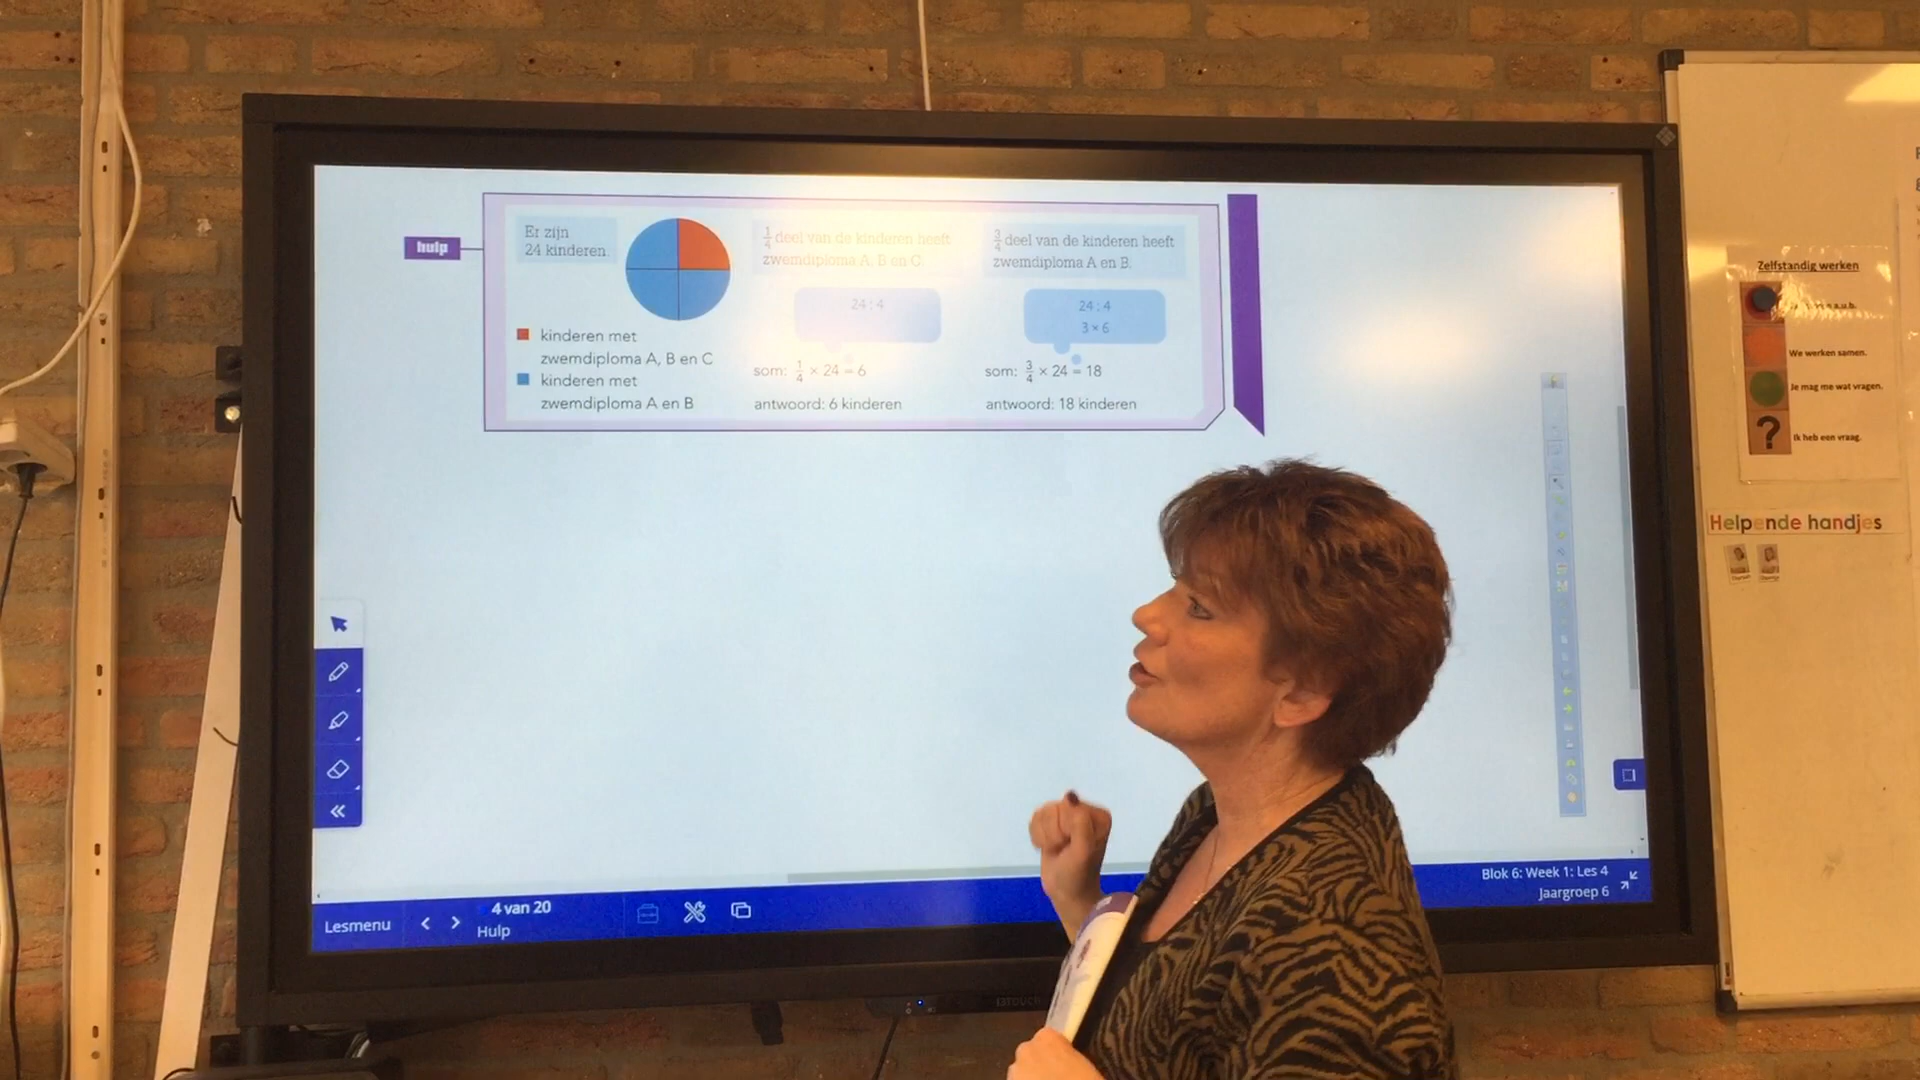 hulp
Er zijn
24 kinderen.
kinderen met
zwemdiploma A, B en C
kinderen met
zwemdiploma A en B
1/4 deel van de kinderen heeft
zwemdiploma A, B en C.
24 : 4
som: 1/4 × 24 = 6
antwoord: 6 kinderen
3/4 deel van de kinderen heeft
zwemdiploma A en B.
24 : 4
3 × 6
som: 3/4 × 24 = 18
antwoord: 18 kinderen
Lesmenu
4 van 20
Hulp
Blok 6: Week 1: Les 4
Jaargroep 6
Zelfstandig werken
a.u.b.
We werken samen.
Je mag me wat vragen.
?
Ik heb een vraag.
Helpende handjes